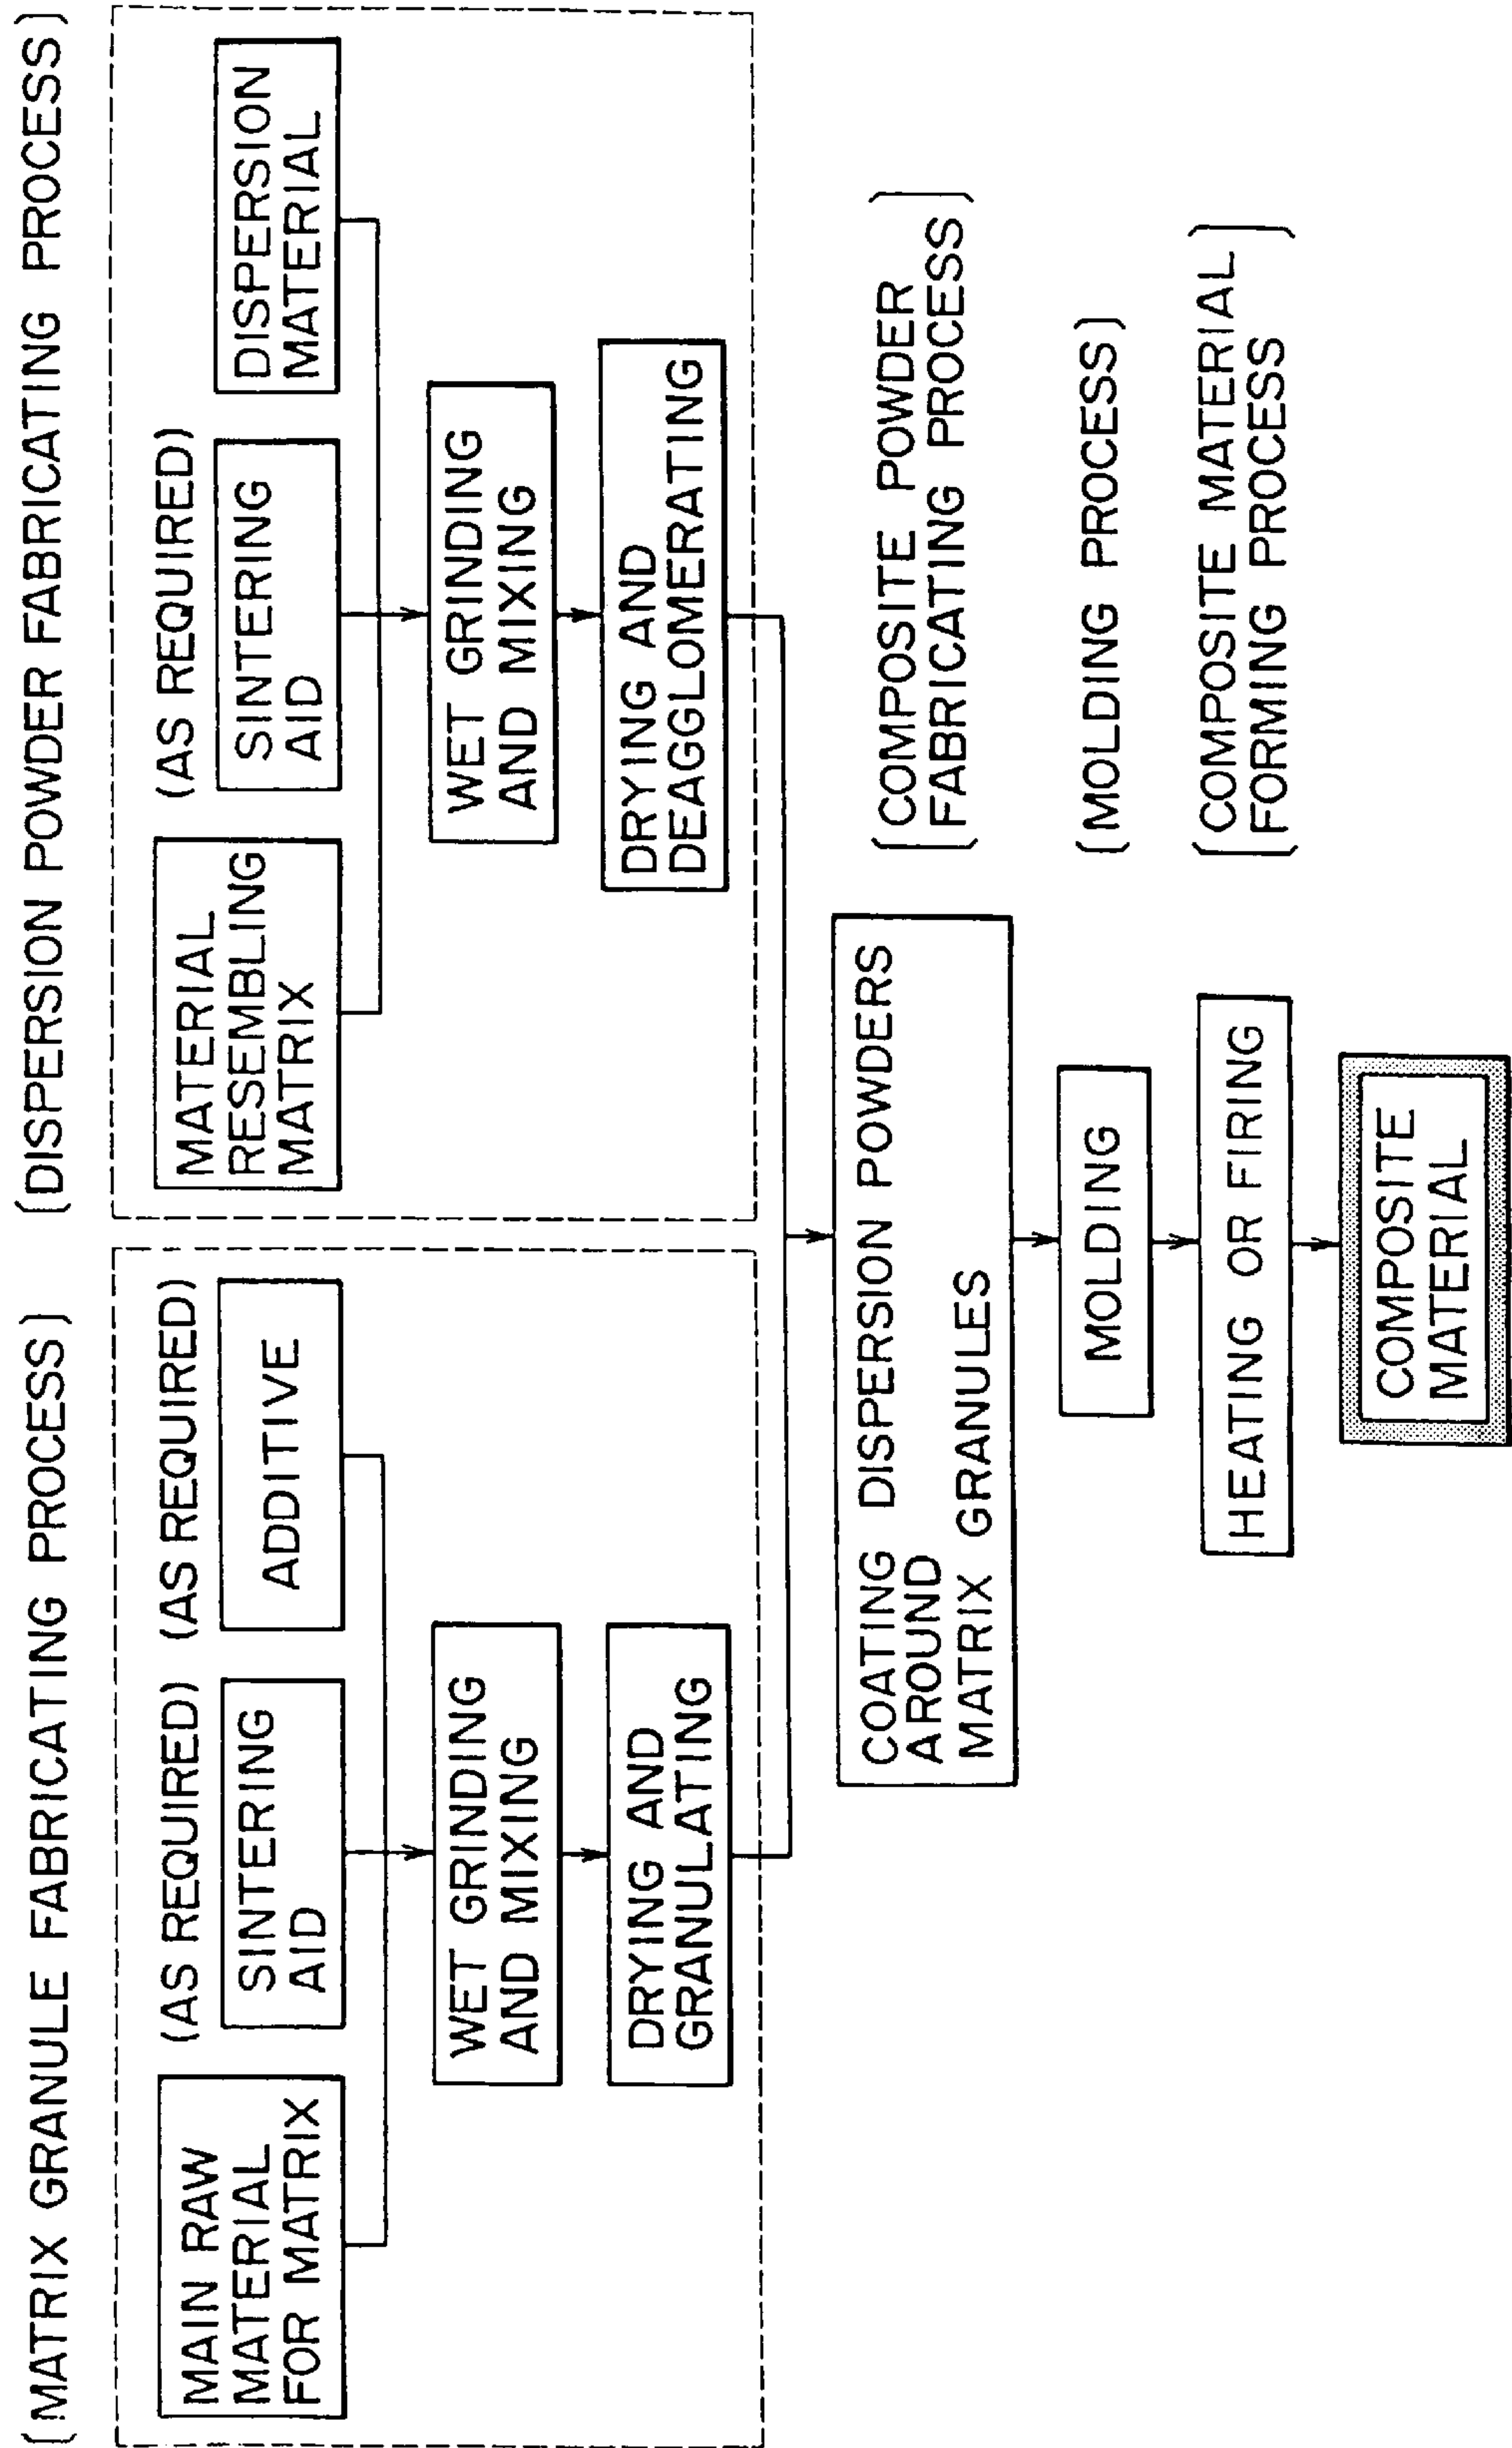 (MATRIX GRANULE FABRICATING PROCESS)
(DISPERSION POWDER FABRICATING PROCESS)
MAIN RAW
MATERIAL
FOR MATRIX
(AS REQUIRED)
SINTERING
AID
(AS REQUIRED)
ADDITIVE
WET GRINDING
AND MIXING
DRYING AND
GRANULATING
MATERIAL
RESEMBLING
MATRIX
(AS REQUIRED)
SINTERING
AID
DISPERSION
MATERIAL
WET GRINDING
AND MIXING
DRYING AND
DEAGGLOMERATING
COATING DISPERSION POWDERS
AROUND
MATRIX GRANULES
(COMPOSITE POWDER
FABRICATING PROCESS)
MOLDING
(MOLDING PROCESS)
HEATING OR FIRING
(COMPOSITE MATERIAL
FORMING PROCESS)
COMPOSITE
MATERIAL